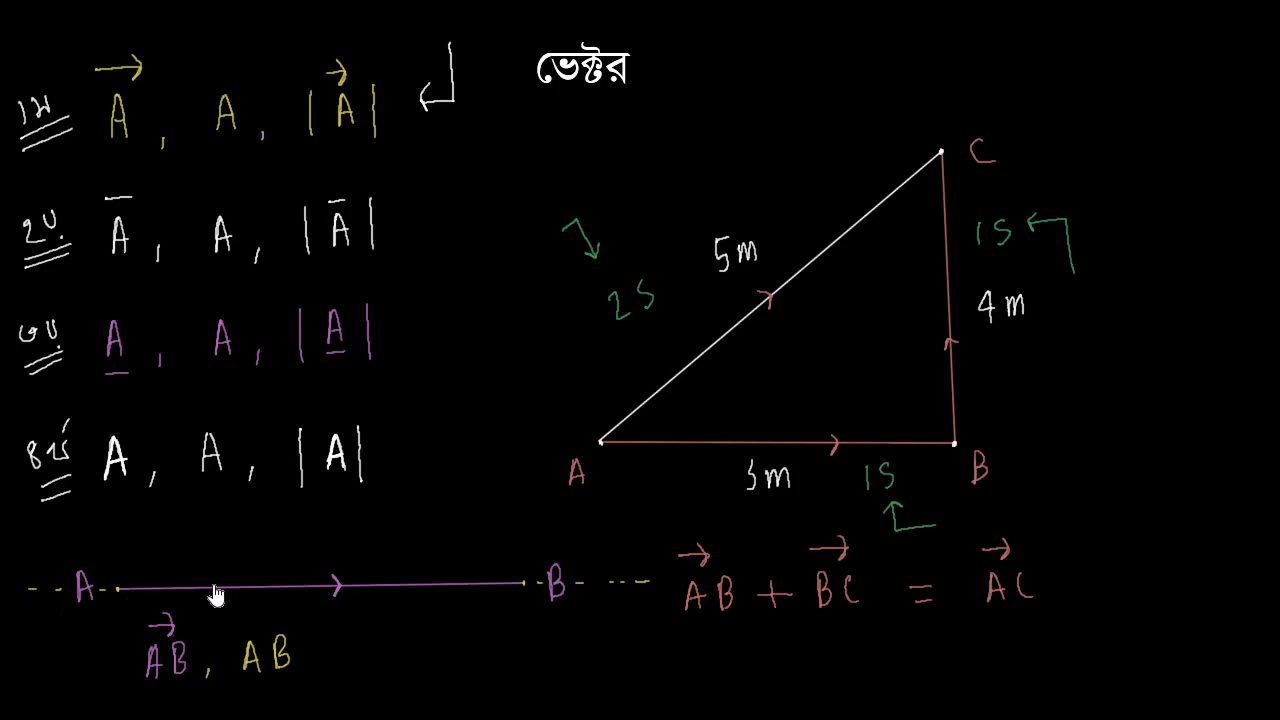 ভেক্টর
১ম A⃗ , A , |A⃗|
২য় A̅ , A , |A̅|
৩য় A̲ , A , |A̲|
৪র্থ A , A , |A|
A B
A⃗B⃗ , AB
C
1S
5m
2S
4m
A 3m 1S B
A⃗B⃗ + B⃗C⃗ = A⃗C⃗